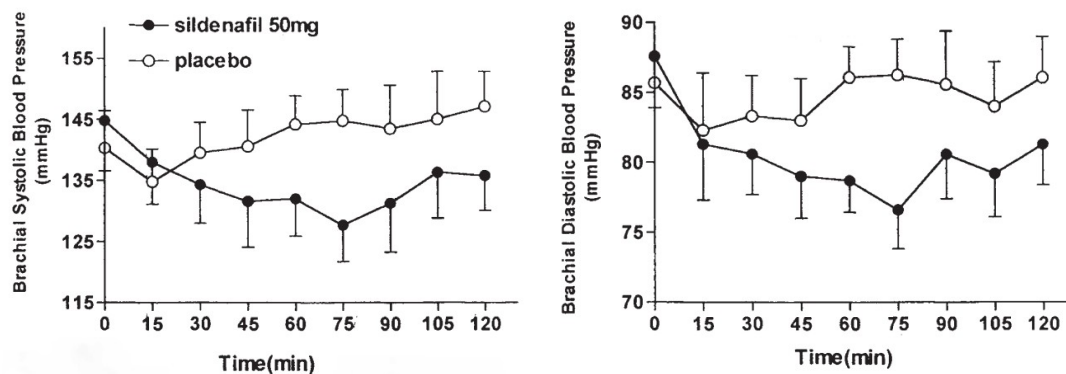 sildenafil 50mg
placebo
Brachial Systolic Blood Pressure
(mmHg)
155
145
135
125
115
0 15 30 45 60 75 90 105 120
Time(min)
Brachial Diastolic Blood Pressure
(mmHg)
90
85
80
75
70
0 15 30 45 60 75 90 105 120
Time(min)